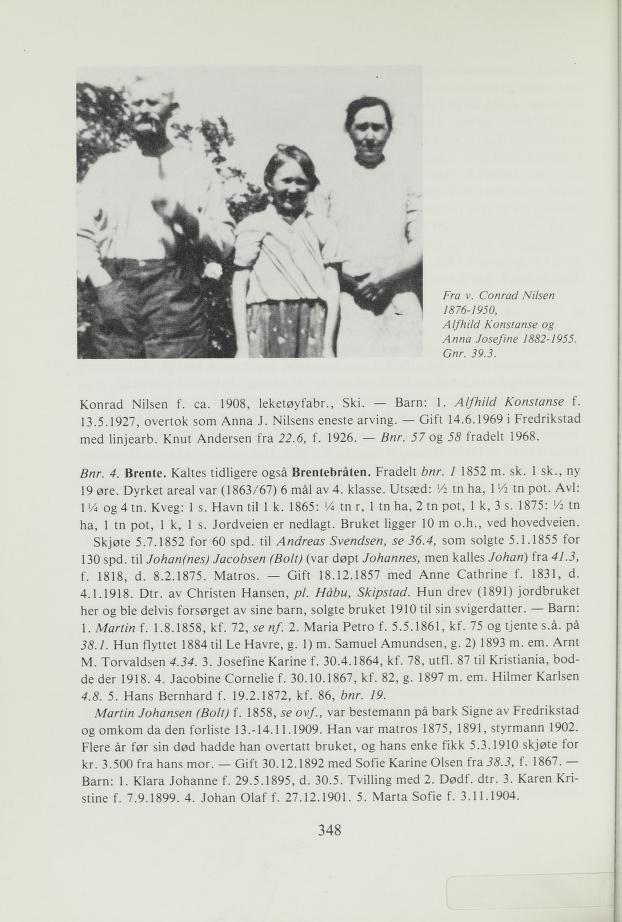 Fra v. Conrad Nilsen
1876-1950,
Alfhild Konstanse og
Anna Josefine 1882-1955.
Gnr. 39.3.
Konrad Nilsen f. ca. 1908, leketøyfabr., Ski. — Barn: 1. Alfhild Konstanse f.
13.5.1927, overtok som Anna J. Nilsens eneste arving. — Gift 14.6.1969 i Fredrikstad
med linjearb. Knut Andersen fra 22.6, f. 1926. — Bnr. 57 og 58 fradelt 1968.
Bnr. 4. Brente. Kaltes tidligere også Brentebråten. Fradelt bnr. 1 1852 m. sk. 1 sk., ny
19 øre. Dyrket areal var (1863/67) 6 mål av 4. klasse. Utsæd: ½ tn ha, 1½ tn pot. Avl:
1¼ og 4 tn. Kveg: 1 s. Havn til 1 k. 1865: ¼ tn r, 1 tn ha, 2 tn pot, 1 k, 3 s. 1875: ½ tn
ha, 1 tn pot, 1 k, 1 s. Jordveien er nedlagt. Bruket ligger 10 m o.h., ved hovedveien.
Skjøte 5.7.1852 for 60 spd. til Andreas Svendsen, se 36.4, som solgte 5.1.1855 for
130 spd. til Johan(nes) Jacobsen (Bolt) (var døpt Johannes, men kalles Johan) fra 41.3,
f. 1818, d. 8.2.1875. Matros. — Gift 18.12.1857 med Anne Cathrine f. 1831, d.
4.1.1918. Dtr. av Christen Hansen, pl. Håbu, Skipstad. Hun drev (1891) jordbruket
her og ble delvis forsørget av sine barn, solgte bruket 1910 til sin svigerdatter. — Barn:
1. Martin f. 1.8.1858, kf. 72, se nf. 2. Maria Petro f. 5.5.1861, kf. 75 og tjente s.å. på
38.1. Hun flyttet 1884 til Le Havre, g. 1) m. Samuel Amundsen, g. 2) 1893 m. em. Arnt
M. Torvaldsen 4.34. 3. Josefine Karine f. 30.4.1864, kf. 78, utfl. 87 til Kristiania, bod-
de der 1918. 4. Jacobine Cornelie f. 30.10.1867, kf. 82, g. 1897 m. em. Hilmer Karlsen
4.8. 5. Hans Bernhard f. 19.2.1872, kf. 86, bnr. 19.
Martin Johansen (Bolt) f. 1858, se ovf., var bestemann på bark Signe av Fredrikstad
og omkom da den forliste 13.-14.11.1909. Han var matros 1875, 1891, styrmann 1902.
Flere år før sin død hadde han overtatt bruket, og hans enke fikk 5.3.1910 skjøte for
kr. 3.500 fra hans mor. — Gift 30.12.1892 med Sofie Karine Olsen fra 38.3, f. 1867. —
Barn: 1. Klara Johanne f. 29.5.1895, d. 30.5. Tvilling med 2. Dødf. dtr. 3. Karen Kri-
stine f. 7.9.1899. 4. Johan Olaf f. 27.12.1901. 5. Marta Sofie f. 3.11.1904.
348